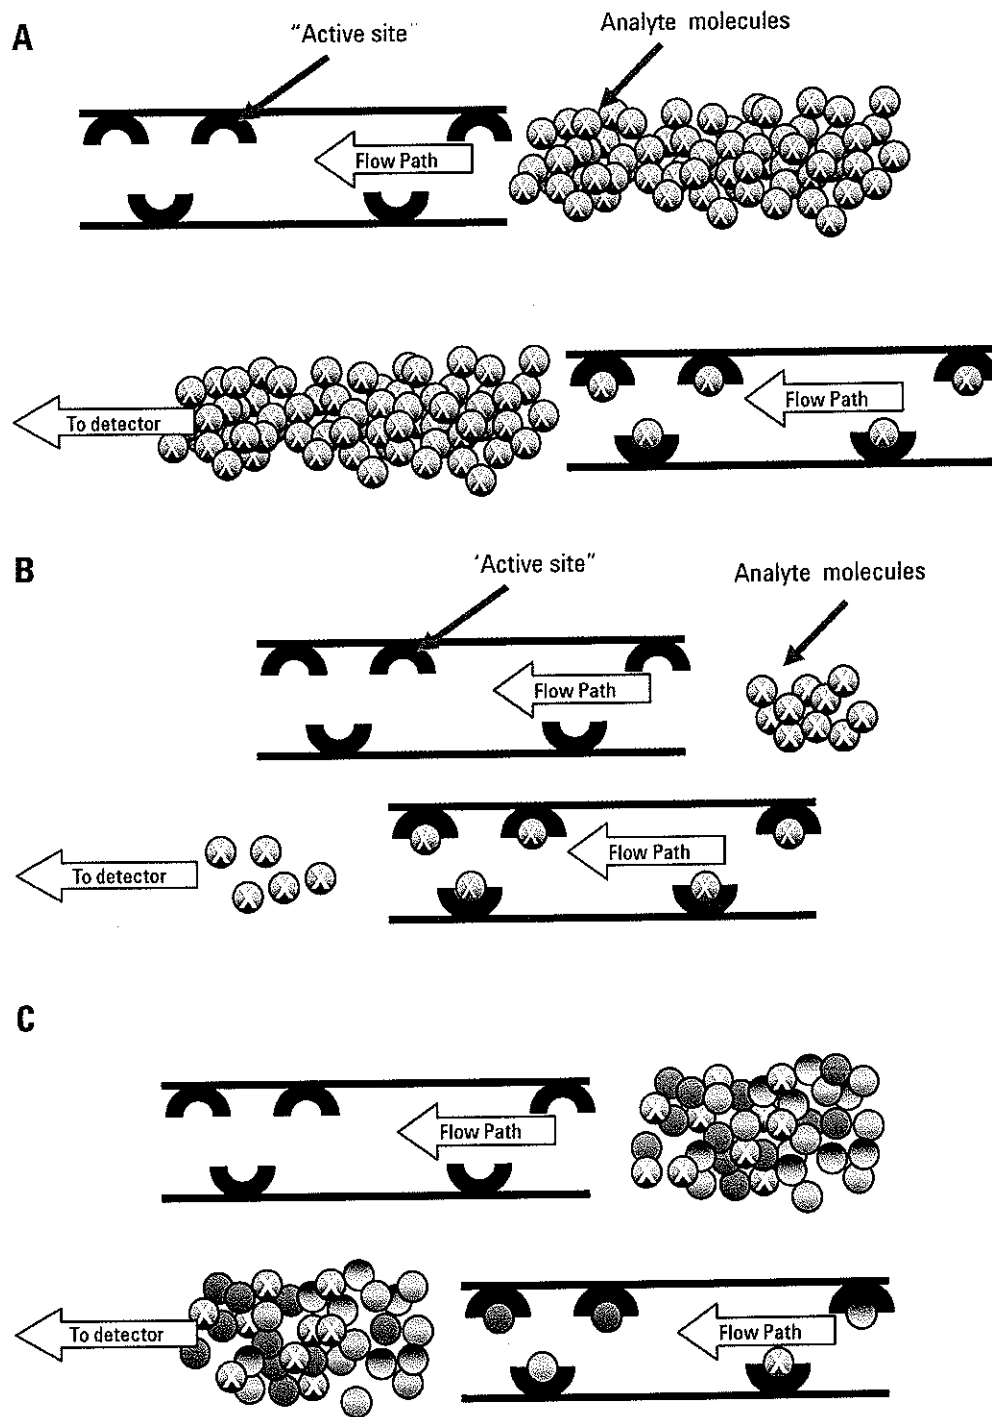 A
"Active site"
Analyte molecules
Flow Path
To detector
Flow Path
B
'Active site"
Analyte molecules
Flow Path
To detector
Flow Path
C
Flow Path
To detector
Flow Path